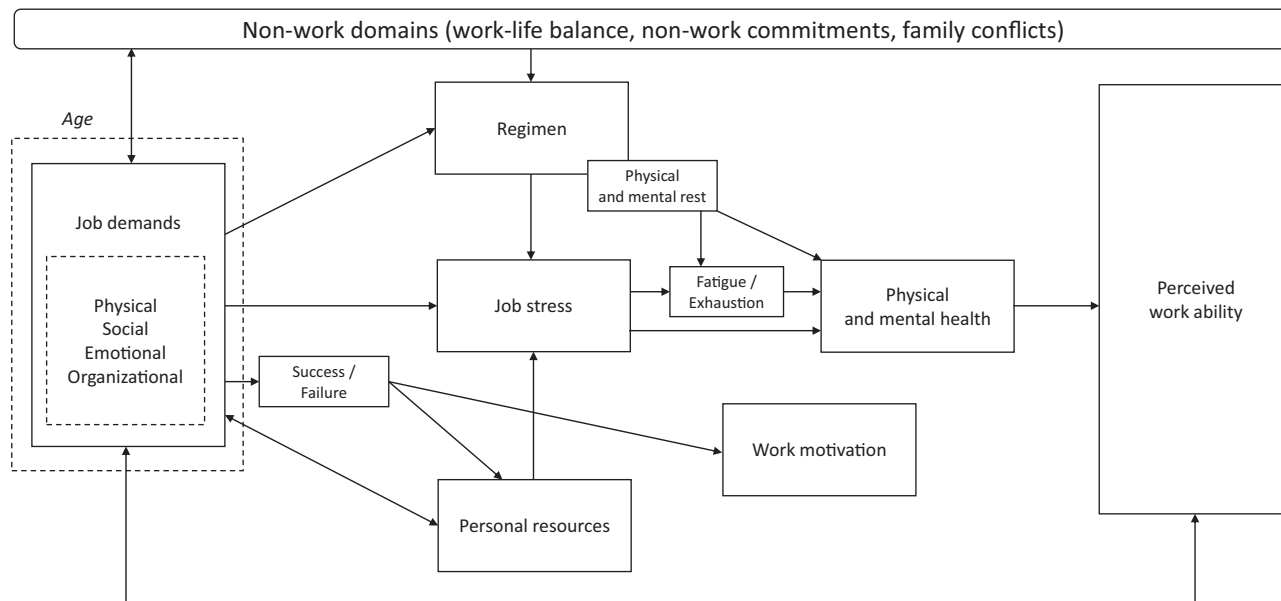 Non-work domains (work-life balance, non-work commitments, family conflicts)
Age
Regimen
Physical
and mental rest
Job demands
Physical
Social
Emotional
Organizational
Job stress
Fatigue /
Exhaustion
Physical
and mental health
Perceived
work ability
Success /
Failure
Work motivation
Personal resources